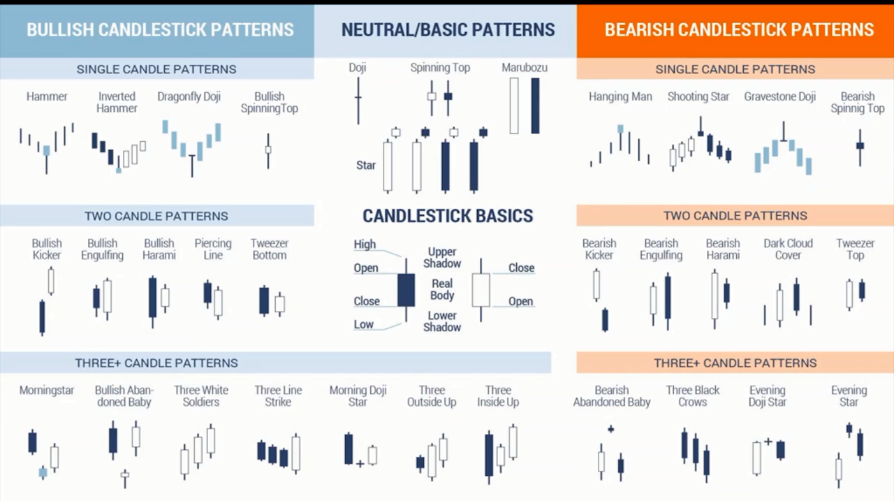 BULLISH CANDLESTICK PATTERNS
NEUTRAL/BASIC PATTERNS
BEARISH CANDLESTICK PATTERNS
SINGLE CANDLE PATTERNS
Hammer
Inverted
Hammer
Dragonfly Doji
Bullish
SpinningTop
Doji
Spinning Top
Marubozu
Star
SINGLE CANDLE PATTERNS
Hanging Man
Shooting Star
Gravestone Doji
Bearish
Spinnig Top
TWO CANDLE PATTERNS
Bullish
Kicker
Bullish
Engulfing
Bullish
Harami
Piercing
Line
Tweezer
Bottom
CANDLESTICK BASICS
High
Open
Close
Low
Upper
Shadow
Real
Body
Lower
Shadow
Close
Open
TWO CANDLE PATTERNS
Bearish
Kicker
Bearish
Engulfing
Bearish
Harami
Dark Cloud
Cover
Tweezer
Top
THREE+ CANDLE PATTERNS
Morningstar
Bullish Aban-
doned Baby
Three White
Soldiers
Three Line
Strike
Morning Doji
Star
Three
Outside Up
Three
Inside Up
THREE+ CANDLE PATTERNS
Bearish
Abandoned Baby
Three Black
Crows
Evening
Doji Star
Evening
Star